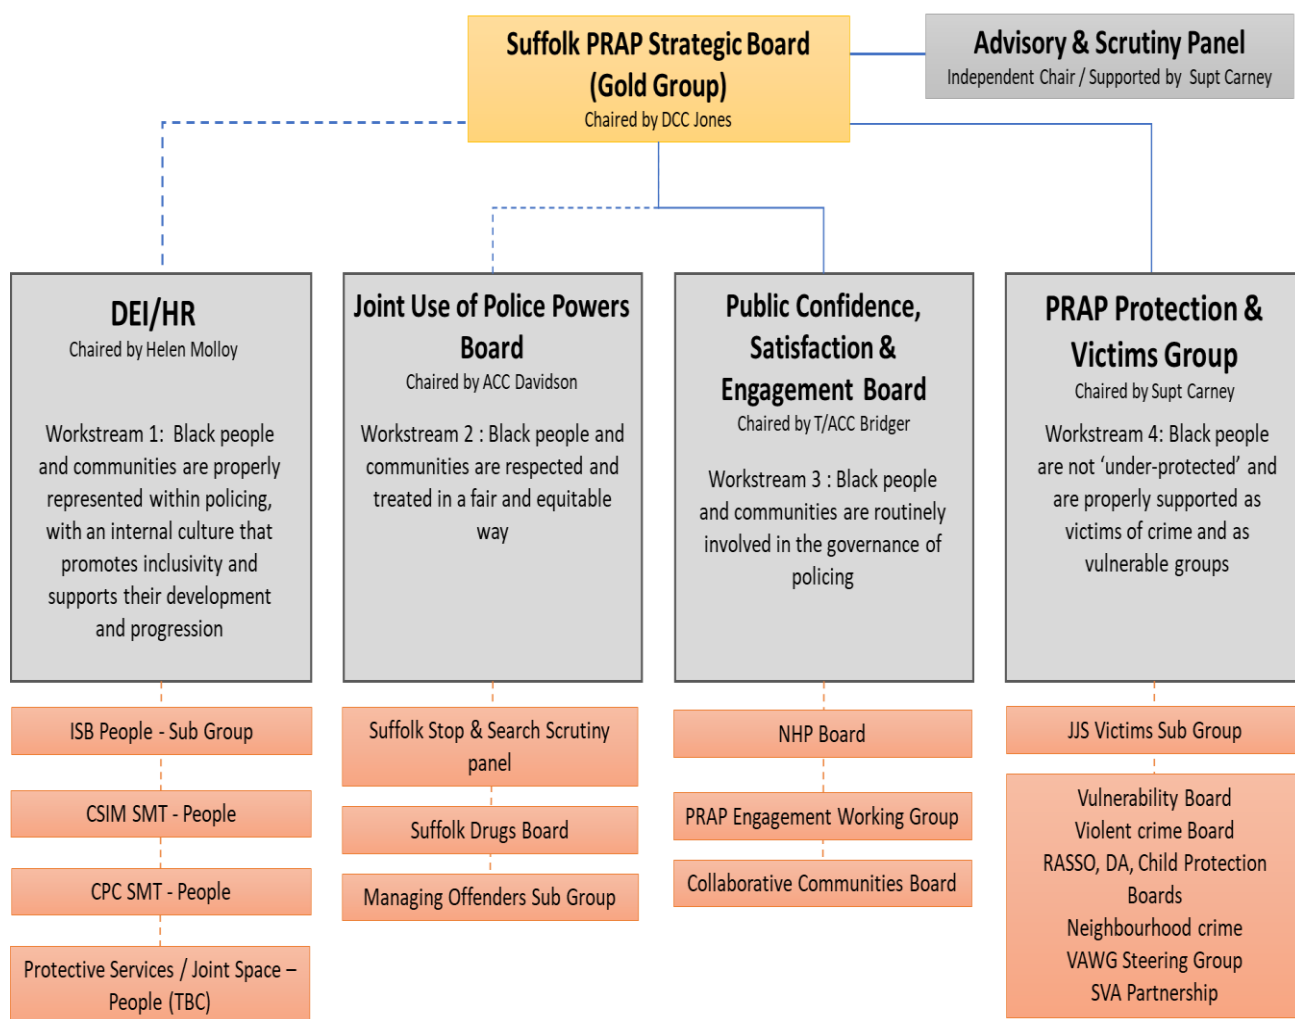 Suffolk PRAP Strategic Board
(Gold Group)
Chaired by DCC Jones
Advisory & Scrutiny Panel
Independent Chair / Supported by Supt Carney
DEI/HR
Chaired by Helen Molloy
Workstream 1: Black people
and communities are properly
represented within policing,
with an internal culture that
promotes inclusivity and
supports their development
and progression
Joint Use of Police Powers
Board
Chaired by ACC Davidson
Workstream 2 : Black people and
communities are respected and
treated in a fair and equitable
way
Public Confidence,
Satisfaction &
Engagement Board
Chaired by T/ACC Bridger
Workstream 3 : Black people
and communities are routinely
involved in the governance of
policing
PRAP Protection &
Victims Group
Chaired by Supt Carney
Workstream 4: Black people
are not ‘under-protected’ and
are properly supported as
victims of crime and as
vulnerable groups
ISB People - Sub Group
CSIM SMT - People
CPC SMT - People
Protective Services / Joint Space –
People (TBC)
Suffolk Stop & Search Scrutiny
panel
Suffolk Drugs Board
Managing Offenders Sub Group
NHP Board
PRAP Engagement Working Group
Collaborative Communities Board
JJS Victims Sub Group
Vulnerability Board
Violent crime Board
RASSO, DA, Child Protection
Boards
Neighbourhood crime
VAWG Steering Group
SVA Partnership